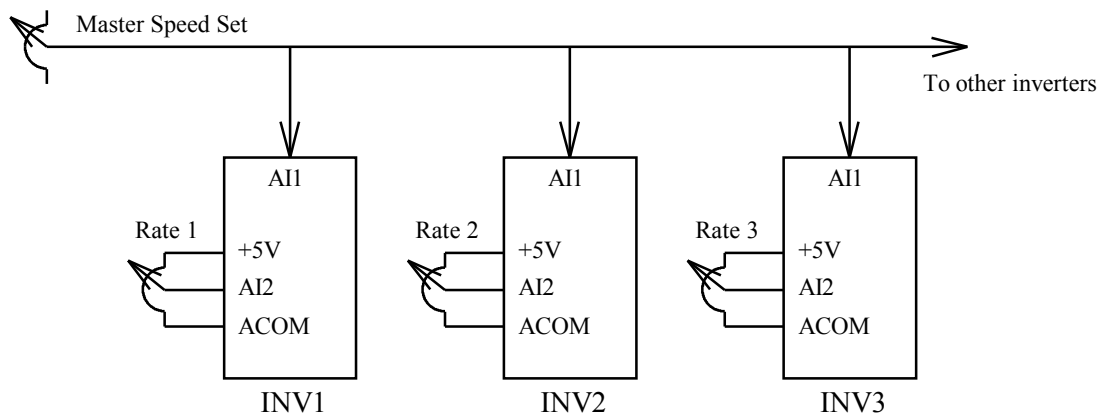 Master Speed Set
To other inverters
AI1
AI1
AI1
Rate 1
+5V
AI2
ACOM
Rate 2
+5V
AI2
ACOM
Rate 3
+5V
AI2
ACOM
INV1
INV2
INV3